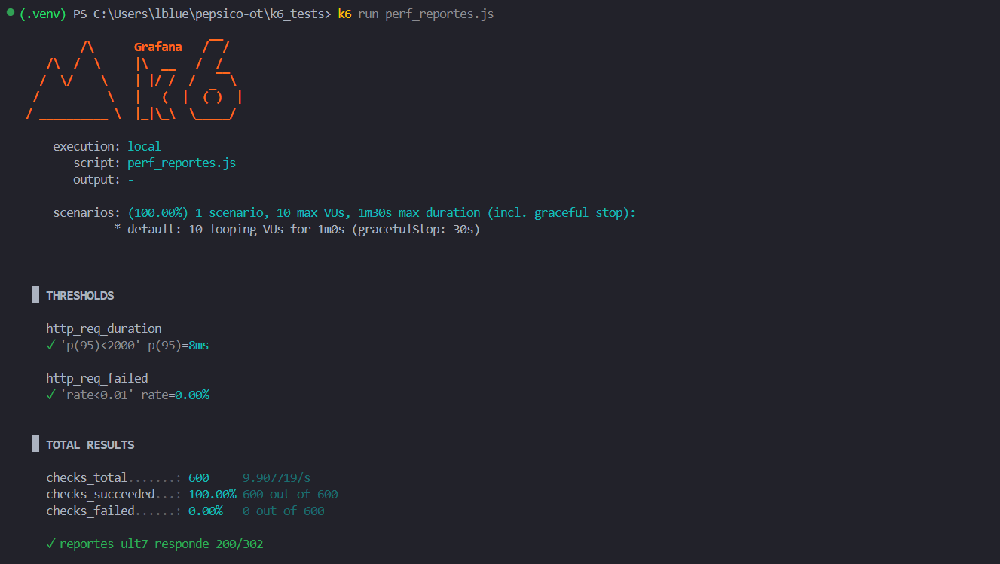 (.venv) PS C:\Users\lblue\pepsico-ot\k6_tests> k6 run perf_reportes.js
Grafana
execution: local
script: perf_reportes.js
output: -
scenarios: (100.00%) 1 scenario, 10 max VUs, 1m30s max duration (incl. graceful stop):
* default: 10 looping VUs for 1m0s (gracefulStop: 30s)
THRESHOLDS
http_req_duration
✓ 'p(95)<2000' p(95)=8ms
http_req_failed
✓ 'rate<0.01' rate=0.00%
TOTAL RESULTS
checks_total.......: 600 9.907719/s
checks_succeeded...: 100.00% 600 out of 600
checks_failed......: 0.00% 0 out of 600
✓ reportes ult7 responde 200/302